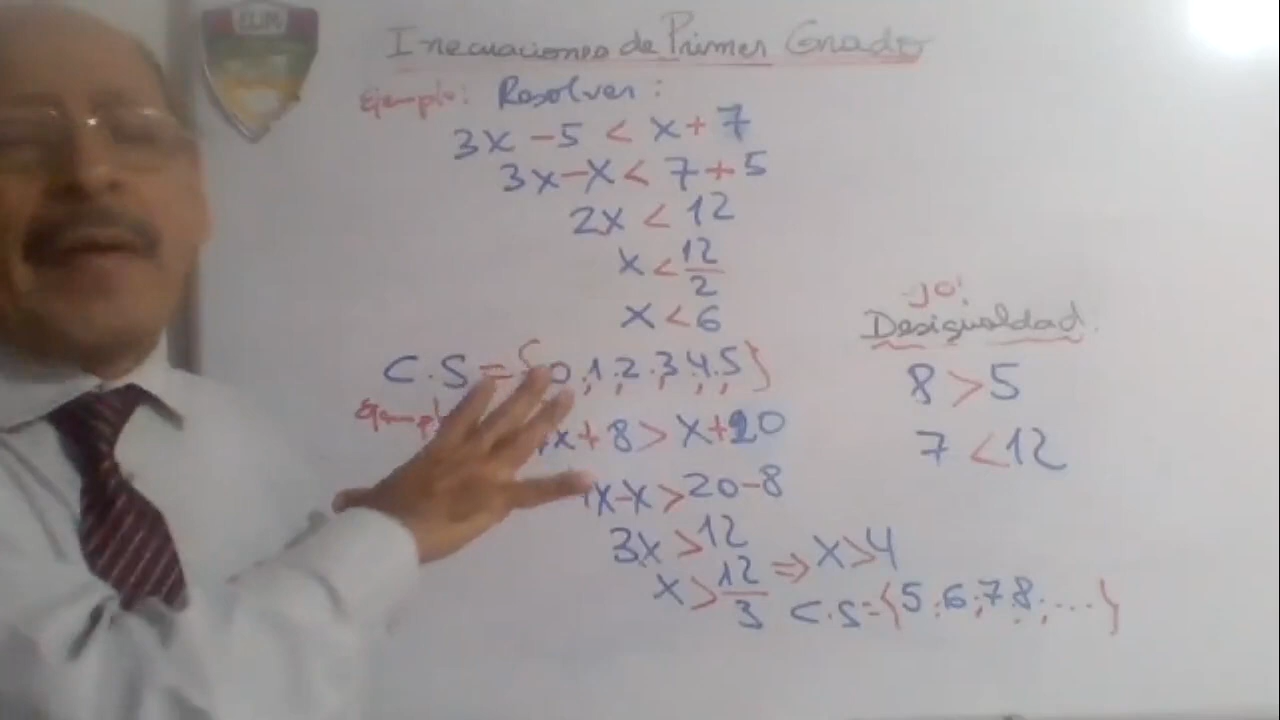 Inecuaciones de Primer Grado
Ejemplo: Resolver:
3x - 5 < x + 7
3x - x < 7 + 5
2x < 12
x < 12/2
x < 6
C.S = { 0, 1, 2, 3, 4, 5 }
x + 8 > x + 20
x - x > 20 - 8
3x > 12
x > 12/3 ⇒ x > 4
C.S = { 5, 6, 7, 8, .... }
Desigualdad.
8 > 5
7 < 12